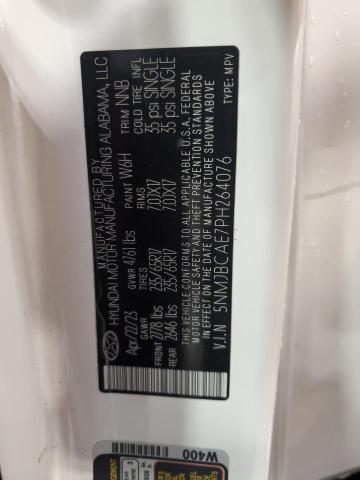 MANUFACTURED BY
HYUNDAI MOTOR MANUFACTURING ALABAMA, LLC
Apr/27/23 GVWR 4761 lbs PAINT W6H TRIM NNB
GAWR TIRES RIMS COLD TIRE INFL
FRONT 2778 lbs 235/65R17 7.0JX17 35 psi SINGLE
REAR 2646 lbs 235/65R17 7.0JX17 35 psi SINGLE
THIS VEHICLE CONFORMS TO ALL APPLICABLE U.S.A. FEDERAL
MOTOR VEHICLE SAFETY AND THEFT PREVENTION STANDARDS
IN EFFECT ON THE DATE OF MANUFACTURE SHOWN ABOVE
V.I.N 5NMJBCAE7PH264076 TYPE: MPV
W400